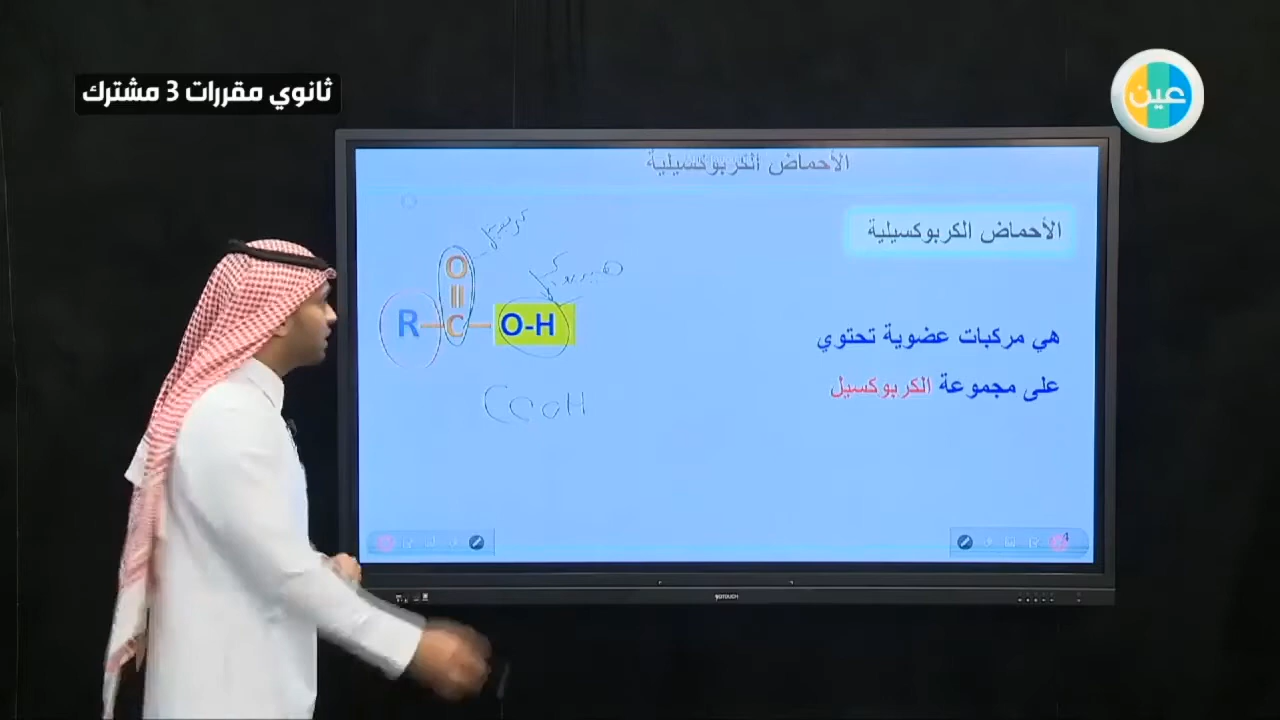 ثانوي مقررات 3 مشترك
عين
الأحماض الكربوكسيلية
الأحماض الكربوكسيلية
هي مركبات عضوية تحتوي
على مجموعة الكربوكسيل
O
R C O-H
COOH